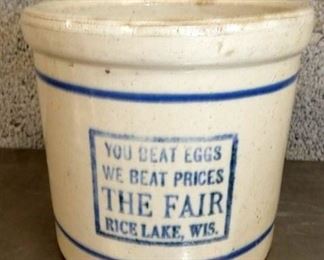 YOU BEAT EGGS
WE BEAT PRICES
THE FAIR
RICE LAKE, WIS.